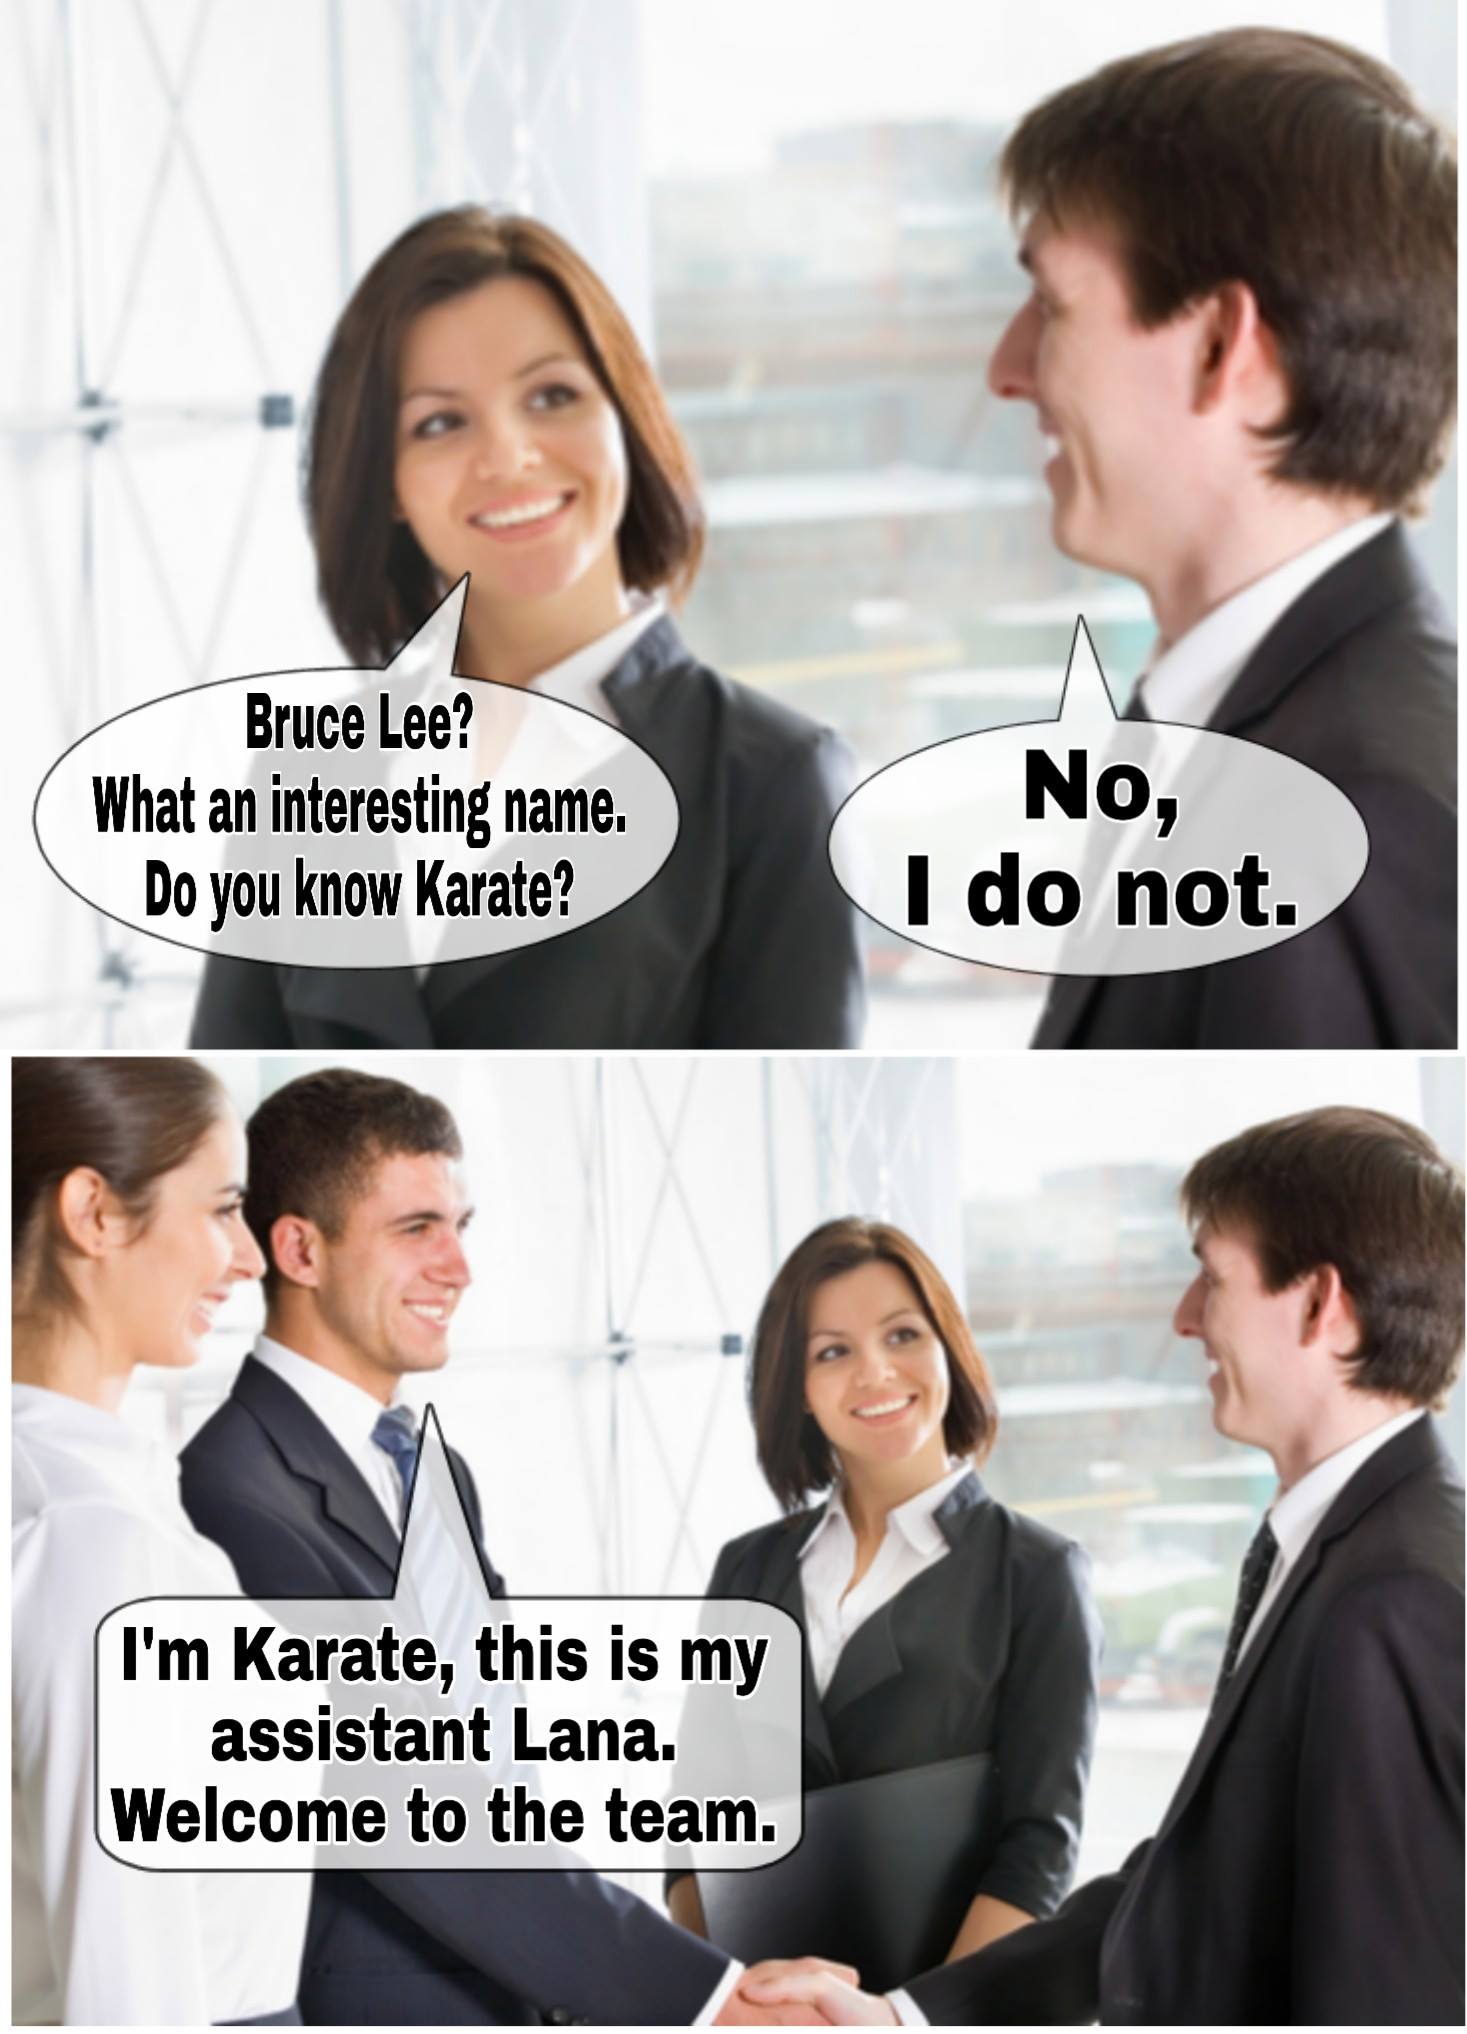 Bruce Lee?
What an interesting name.
Do you know Karate?
No,
I do not.
I'm Karate, this is my
assistant Lana.
Welcome to the team.